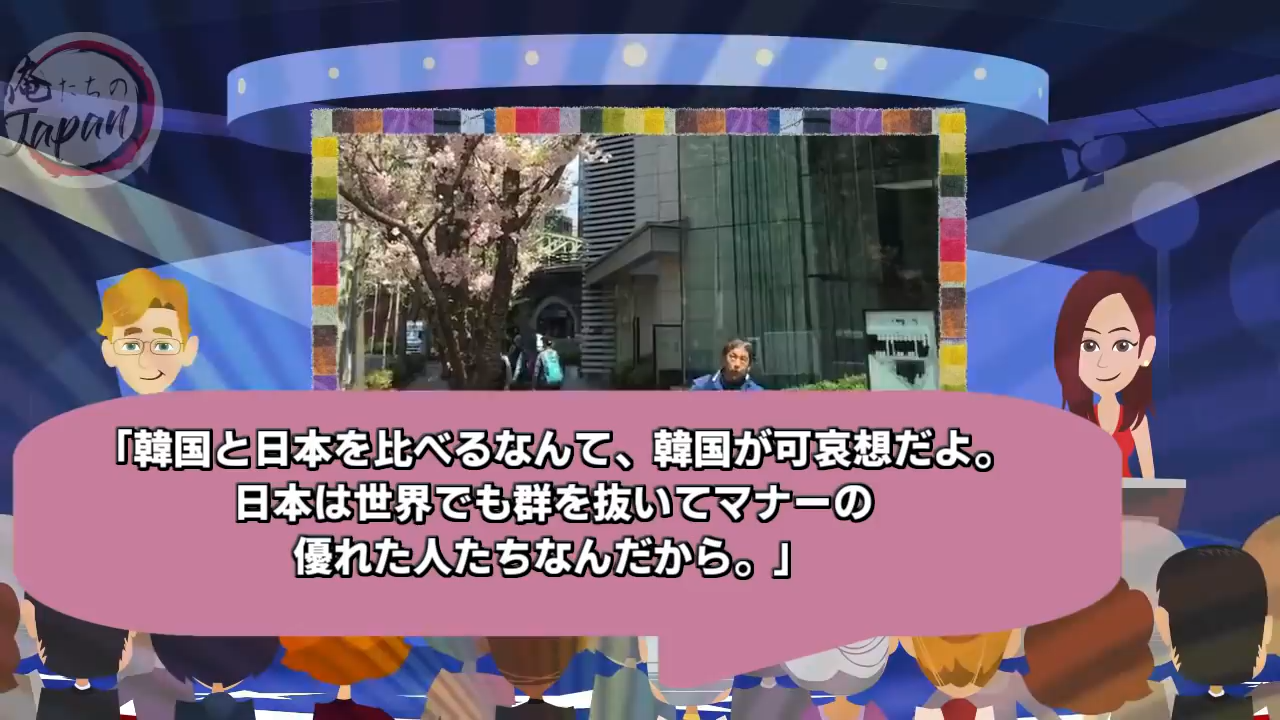 俺たちの
Japan
「韓国と日本を比べるなんて、韓国が可哀想だよ。
日本は世界でも群を抜いてマナーの
優れた人たちなんだから。」